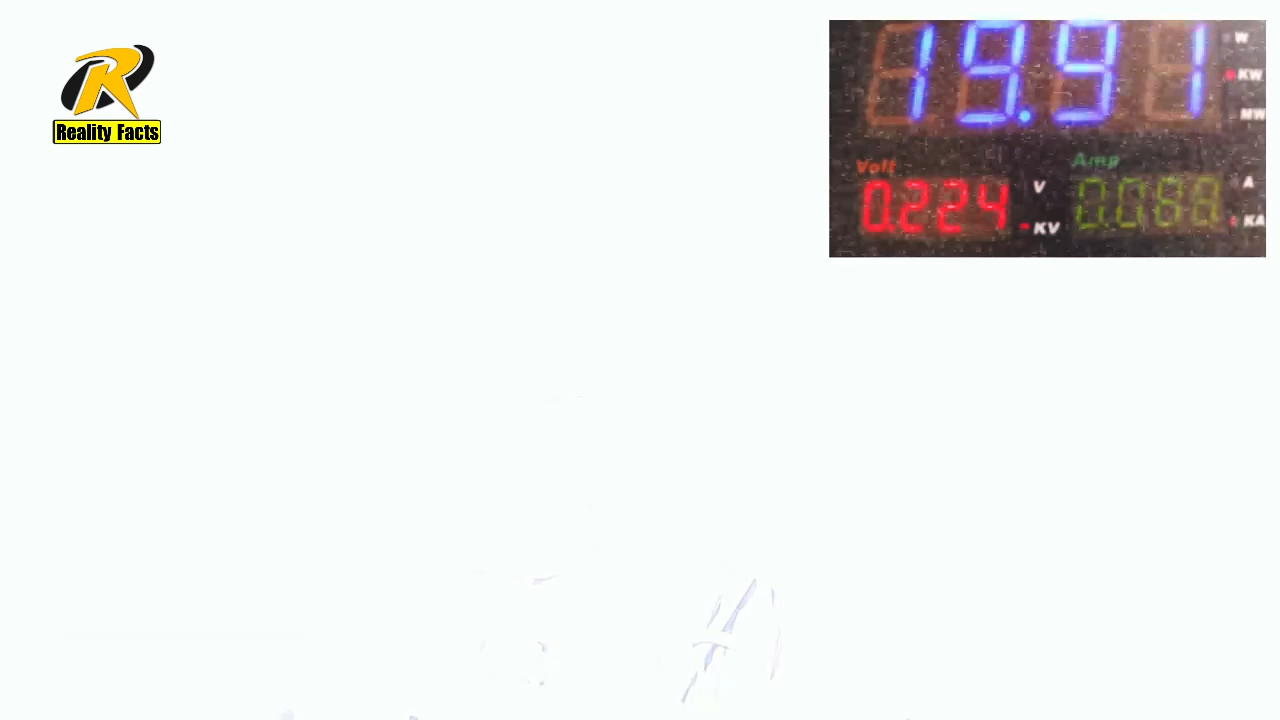 Reality Facts
19.91
W
KW
MW
Volt
Amp
0.224
V
KV
0.088
A
KA